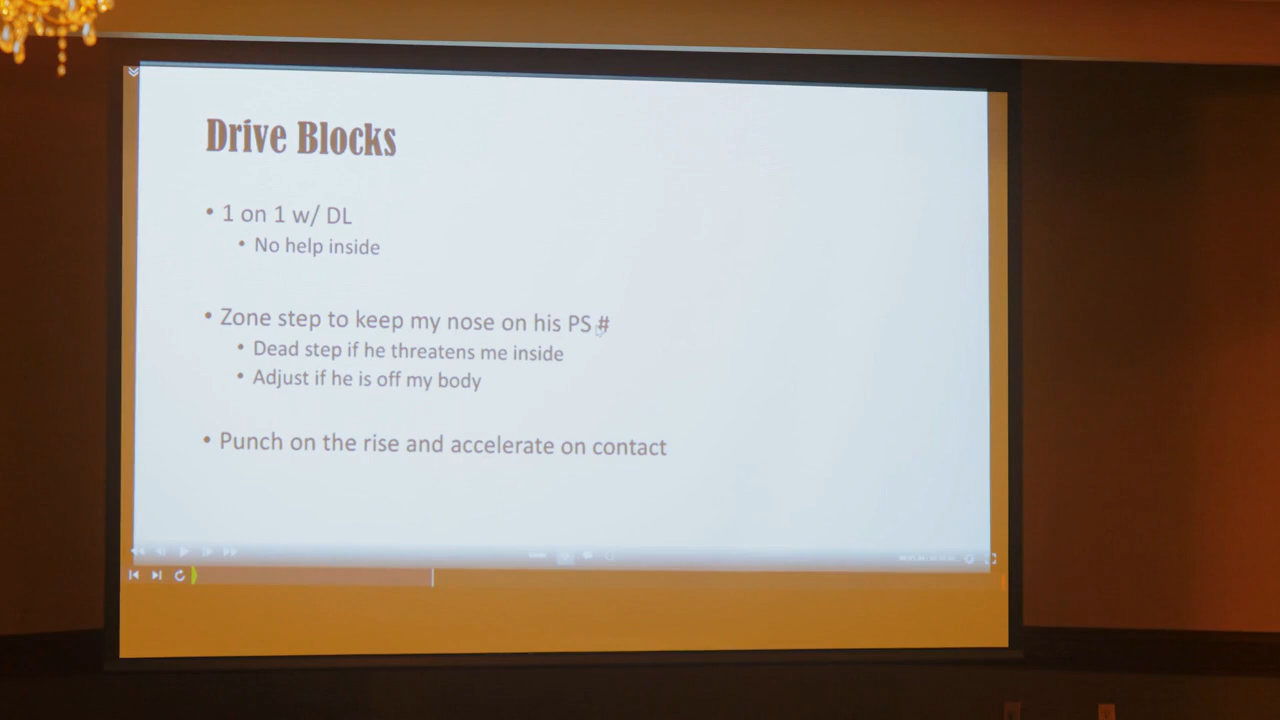 Drive Blocks
• 1 on 1 w/ DL
• No help inside
• Zone step to keep my nose on his PS #
• Dead step if he threatens me inside
• Adjust if he is off my body
• Punch on the rise and accelerate on contact